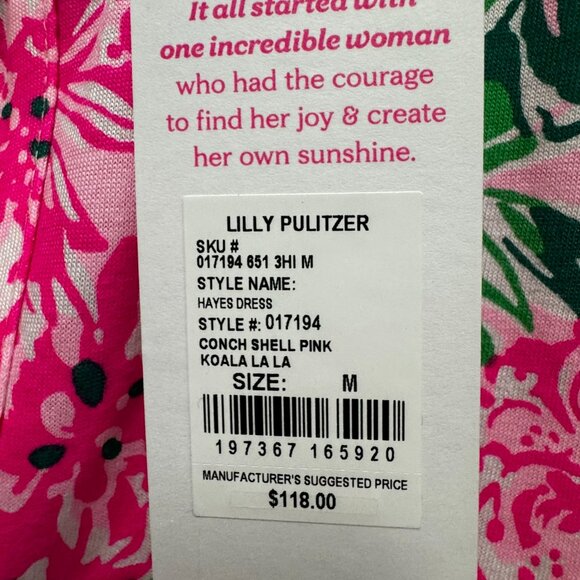 It all started with
one incredible woman
who had the courage
to find her joy & create
her own sunshine.
LILLY PULITZER
SKU #
017194 651 3HI M
STYLE NAME:
HAYES DRESS
STYLE #: 017194
CONCH SHELL PINK
KOALA LA LA
SIZE: M
197367 165920
MANUFACTURER'S SUGGESTED PRICE
$118.00